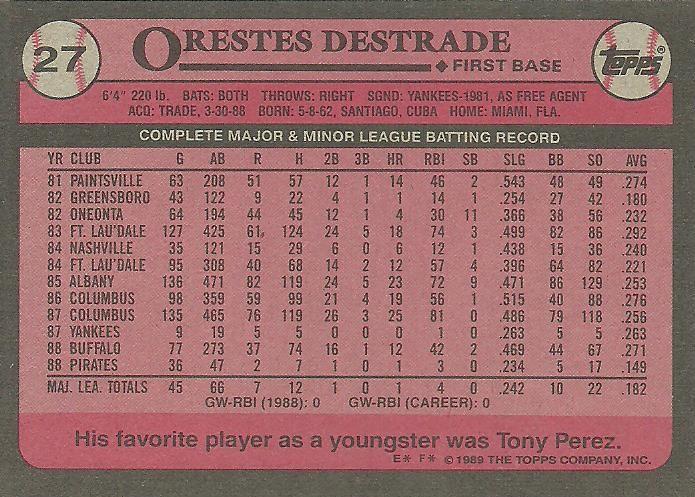 27
ORESTES DESTRADE
◆ FIRST BASE
Topps®
6'4" 220 lb. BATS: BOTH THROWS: RIGHT SGND: YANKEES-1981, AS FREE AGENT
ACQ: TRADE, 3-30-88 BORN: 5-8-62, SANTIAGO, CUBA HOME: MIAMI, FLA.
COMPLETE MAJOR & MINOR LEAGUE BATTING RECORD
YR CLUB G AB R H 2B 3B HR RBI SB SLG BB SO AVG
81 PAINTSVILLE 63 208 51 57 12 1 14 46 2 .543 48 49 .274
82 GREENSBORO 43 122 9 22 4 1 1 14 1 .254 27 42 .180
82 ONEONTA 64 194 44 45 12 1 4 30 11 .366 38 56 .232
83 FT. LAU'DALE 127 425 61 124 24 5 18 74 3 .499 82 86 .292
84 NASHVILLE 35 121 15 29 6 0 6 12 1 .438 15 36 .240
84 FT. LAU'DALE 95 308 40 68 14 2 12 57 4 .396 64 82 .221
85 ALBANY 136 471 82 119 24 5 23 72 9 .471 86 129 .253
86 COLUMBUS 98 359 59 99 21 4 19 56 1 .515 40 88 .276
87 COLUMBUS 135 465 76 119 26 3 25 81 0 .486 79 118 .256
87 YANKEES 9 19 5 5 0 0 0 1 0 .263 5 5 .263
88 BUFFALO 77 273 37 74 16 1 12 42 2 .469 44 67 .271
88 PIRATES 36 47 2 7 1 0 1 3 0 .234 5 17 .149
MAJ. LEA. TOTALS 45 66 7 12 1 0 1 4 0 .242 10 22 .182
GW-RBI (1988): 0 GW-RBI (CAREER): 0
His favorite player as a youngster was Tony Perez.
E* F* © 1989 THE TOPPS COMPANY, INC.